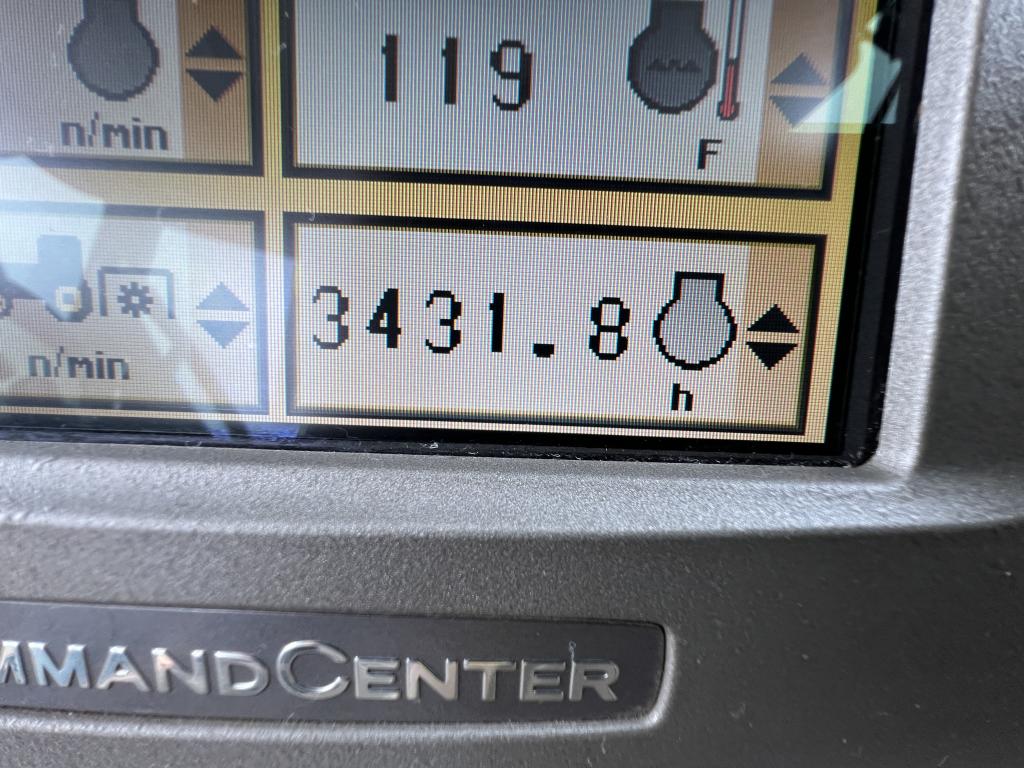 n/min
119
F
n/min
3431.8
h
MMANDCENTER